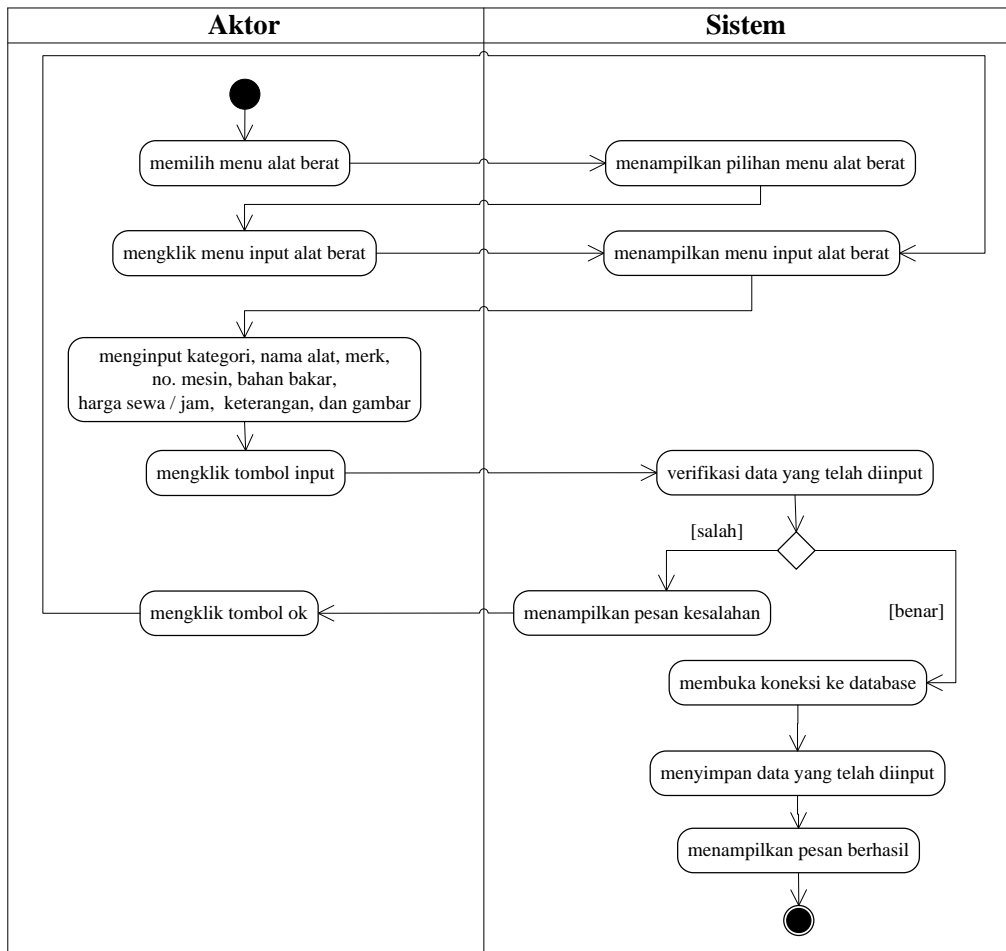 Aktor
Sistem
memilih menu alat berat
menampilkan pilihan menu alat berat
mengklik menu input alat berat
menampilkan menu input alat berat
menginput kategori, nama alat, merk,
no. mesin, bahan bakar,
harga sewa / jam, keterangan, dan gambar
mengklik tombol input
verifikasi data yang telah diinput
[salah]
mengklik tombol ok
menampilkan pesan kesalahan
[benar]
membuka koneksi ke database
menyimpan data yang telah diinput
menampilkan pesan berhasil